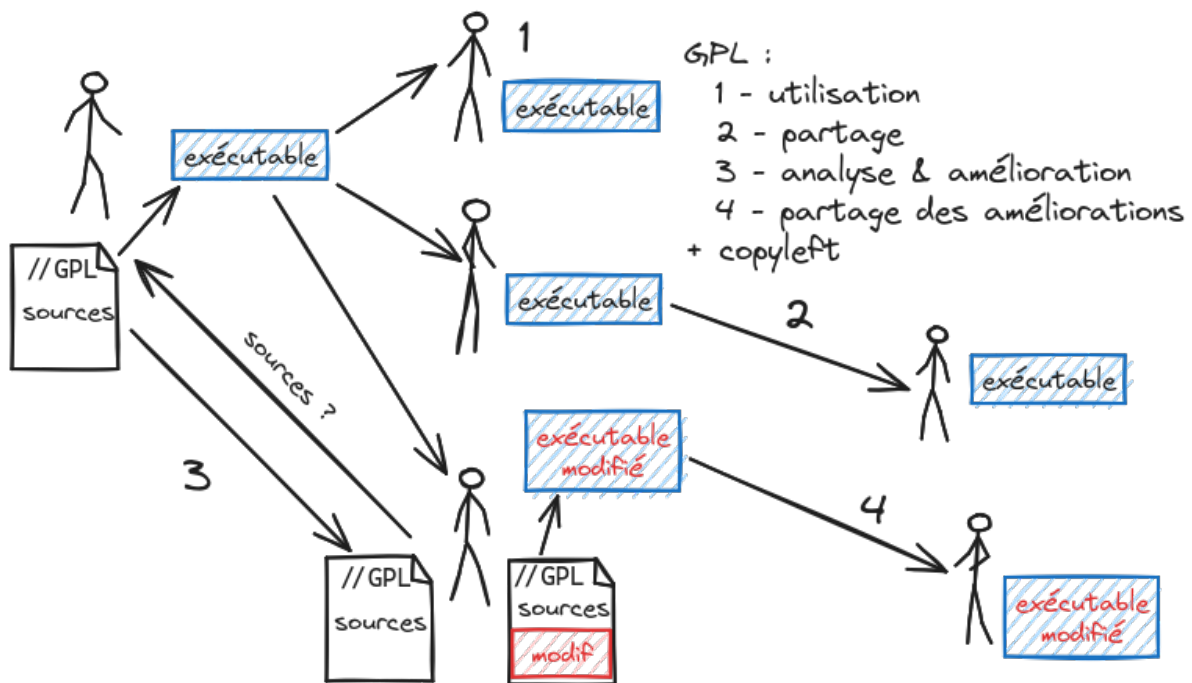 1
GPL :
1 - utilisation
2 - partage
3 - analyse & amélioration
4 - partage des améliorations
+ copyleft
exécutable
exécutable
// GPL
sources
exécutable
2
exécutable
sources ?
3
exécutable
modifié
4
// GPL
sources
// GPL
sources
modif
exécutable
modifié